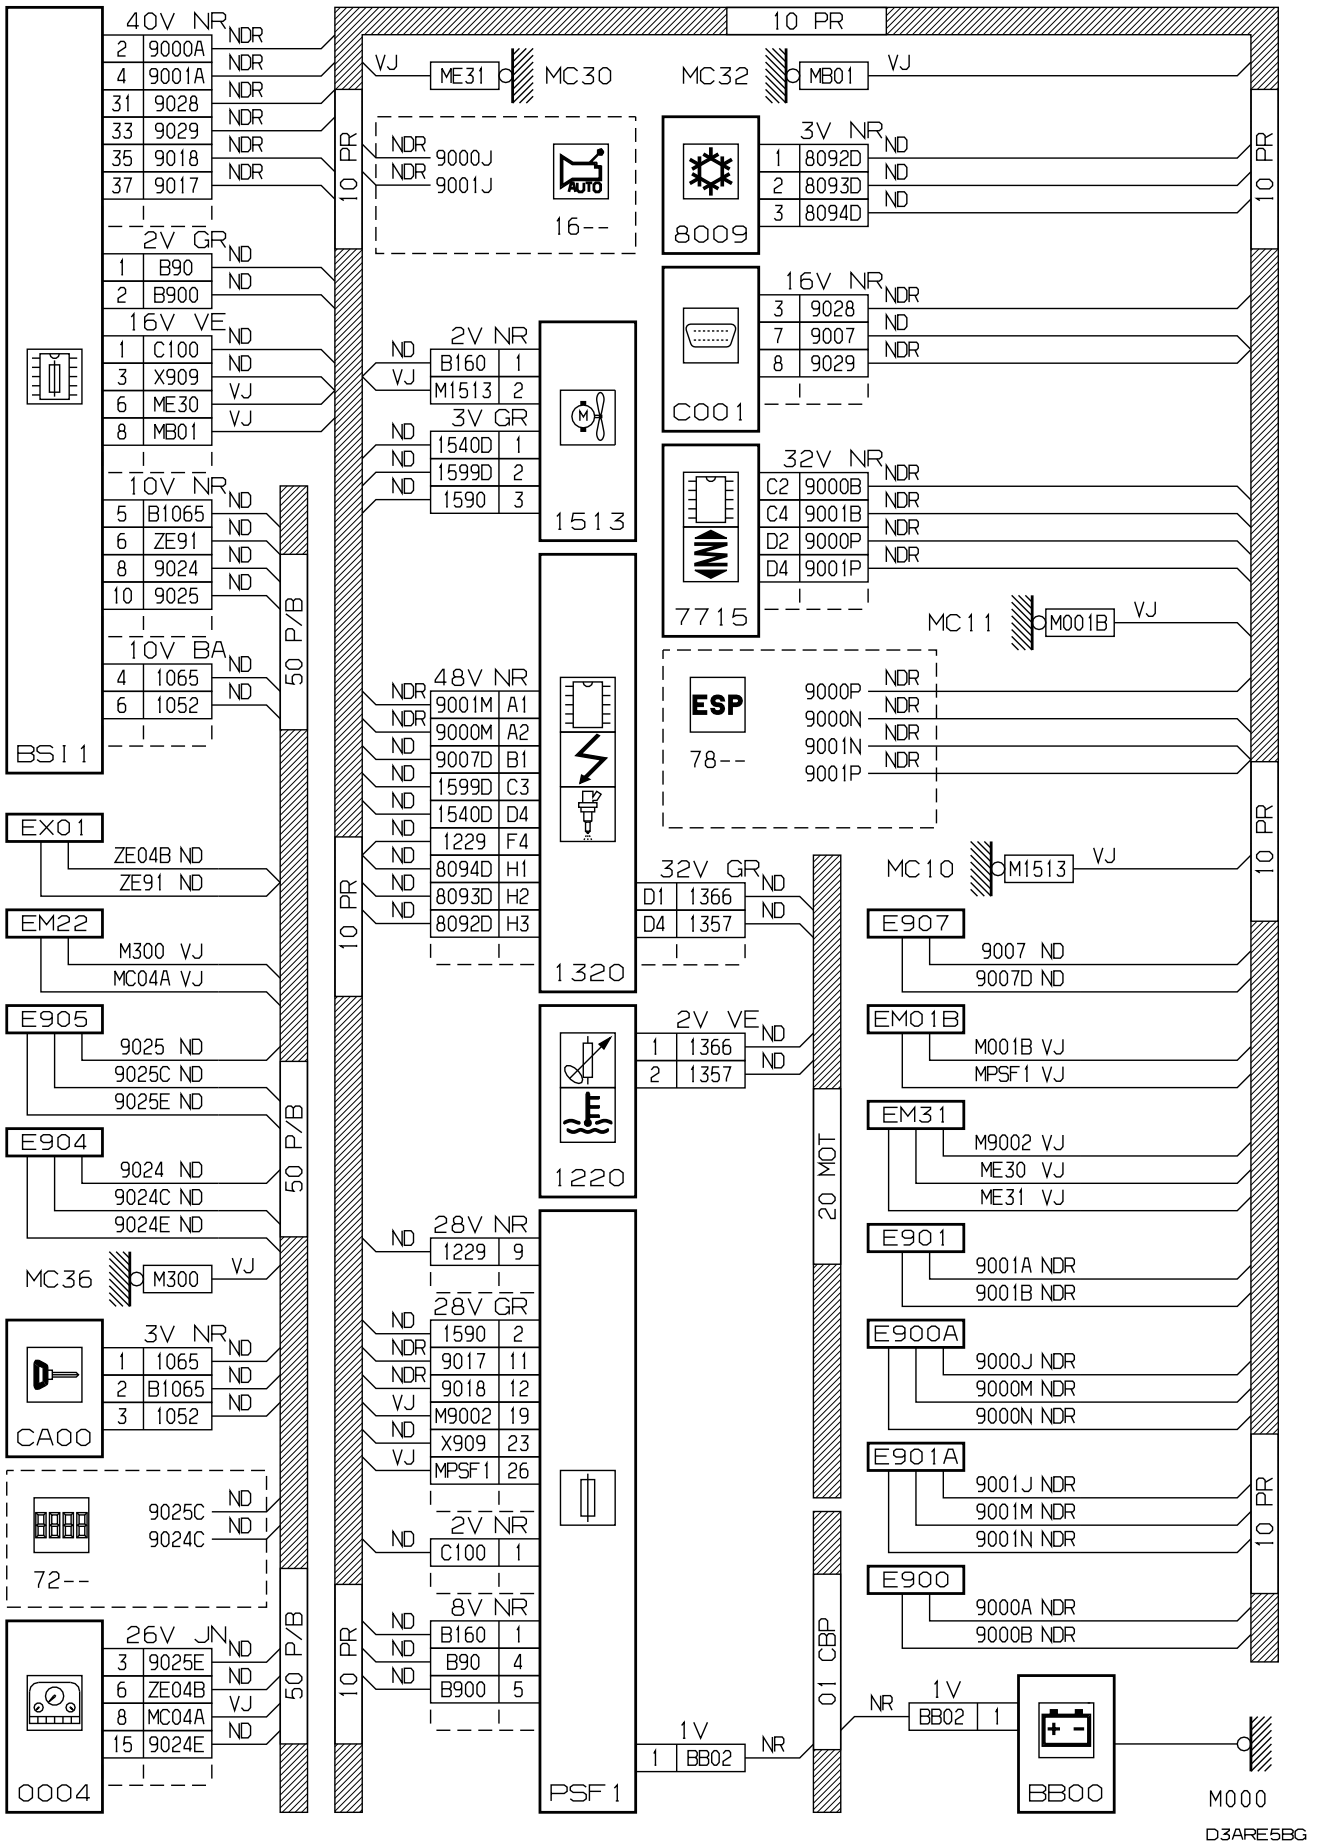 10 PR
40V NR
2 9000A NDR
4 9001A NDR
31 9028 NDR
33 9029 NDR
35 9018 NDR
37 9017 NDR
2V GR
1 B90 ND
2 B900 ND
16V VE
1 C100 ND
3 X909 ND
6 ME30 VJ
8 MB01 VJ
10V NR
5 B1065 ND
6 ZE91 ND
8 9024 ND
10 9025 ND
10V BA
4 1065 ND
6 1052 ND
BSI1
50 P/B
EX01
ZE04B ND
ZE91 ND
EM22
M300 VJ
MC04A VJ
E905
9025 ND
9025C ND
9025E ND
50 P/B
E904
9024 ND
9024C ND
9024E ND
MC36 M300 VJ
3V NR
1 1065 ND
2 B1065 ND
3 1052 ND
CA00
9025C ND
9024C ND
72--
26V JN
3 9025E ND
6 ZE04B ND
8 MC04A VJ
15 9024E ND
0004
50 P/B
10 PR
VJ ME31 MC30
NDR 9000J
NDR 9001J
AUTO
16--
2V NR
ND B160 1
VJ M1513 2
3V GR
ND 1540D 1
ND 1599D 2
ND 1590 3
M
1513
48V NR
NDR 9001M A1
NDR 9000M A2
ND 9007D B1
ND 1599D C3
ND 1540D D4
ND 1229 F4
ND 8094D H1
ND 8093D H2
ND 8092D H3
10 PR
32V GR
D1 1366 ND
D4 1357 ND
1320
2V VE
1 1366 ND
2 1357 ND
1220
20 MOT
28V NR
ND 1229 9
28V GR
ND 1590 2
NDR 9017 11
NDR 9018 12
VJ M9002 19
ND X909 23
VJ MPSF1 26
2V NR
ND C100 1
8V NR
ND B160 1
ND B90 4
ND B900 5
10 PR
1V
1 BB02 NR
PSF1
01 CBP
MC32 MB01 VJ
10 PR
3V NR
1 8092D ND
2 8093D ND
3 8094D ND
8009
16V NR
3 9028 NDR
7 9007 ND
8 9029 NDR
C001
32V NR
C2 9000B NDR
C4 9001B NDR
D2 9000P NDR
D4 9001P NDR
7715
MC11 M001B VJ
ESP
9000P NDR
9000N NDR
9001N NDR
9001P NDR
78--
10 PR
MC10 M1513 VJ
E907
9007 ND
9007D ND
EM01B
M001B VJ
MPSF1 VJ
EM31
M9002 VJ
ME30 VJ
ME31 VJ
E901
9001A NDR
9001B NDR
E900A
9000J NDR
9000M NDR
9000N NDR
E901A
9001J NDR
9001M NDR
9001N NDR
10 PR
E900
9000A NDR
9000B NDR
1V
NR BB02 1
+ -
BB00
M000
D3ARE5BG